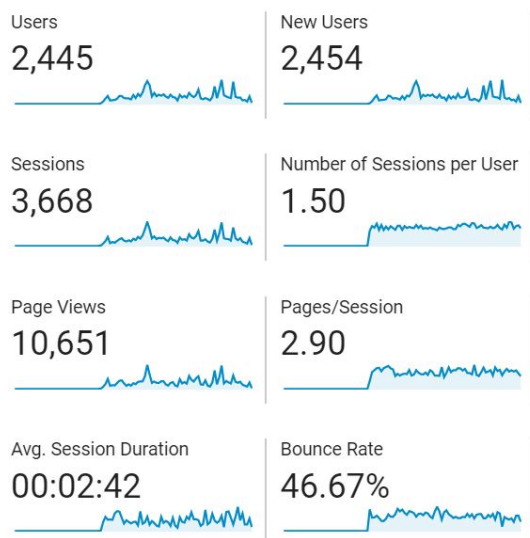 Users
2,445
New Users
2,454
Sessions
3,668
Number of Sessions per User
1.50
Page Views
10,651
Pages/Session
2.90
Avg. Session Duration
00:02:42
Bounce Rate
46.67%